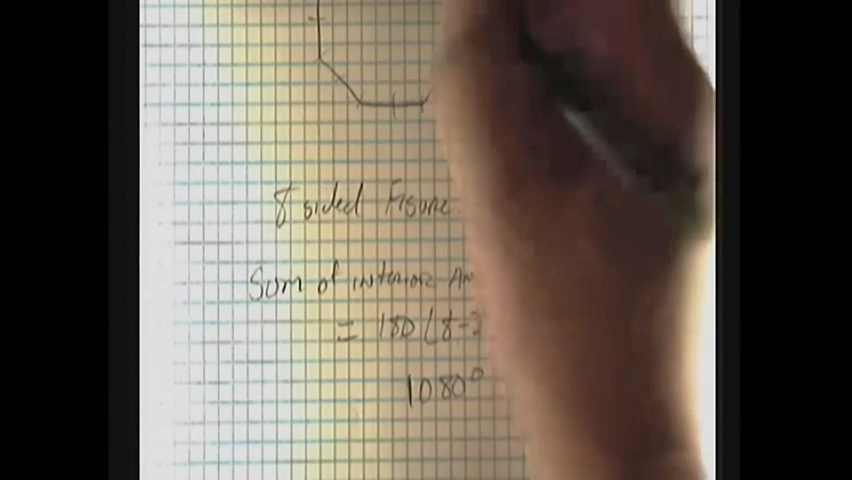 8 sided Figure
Sum of interior An
= 180 (8-2
1080°